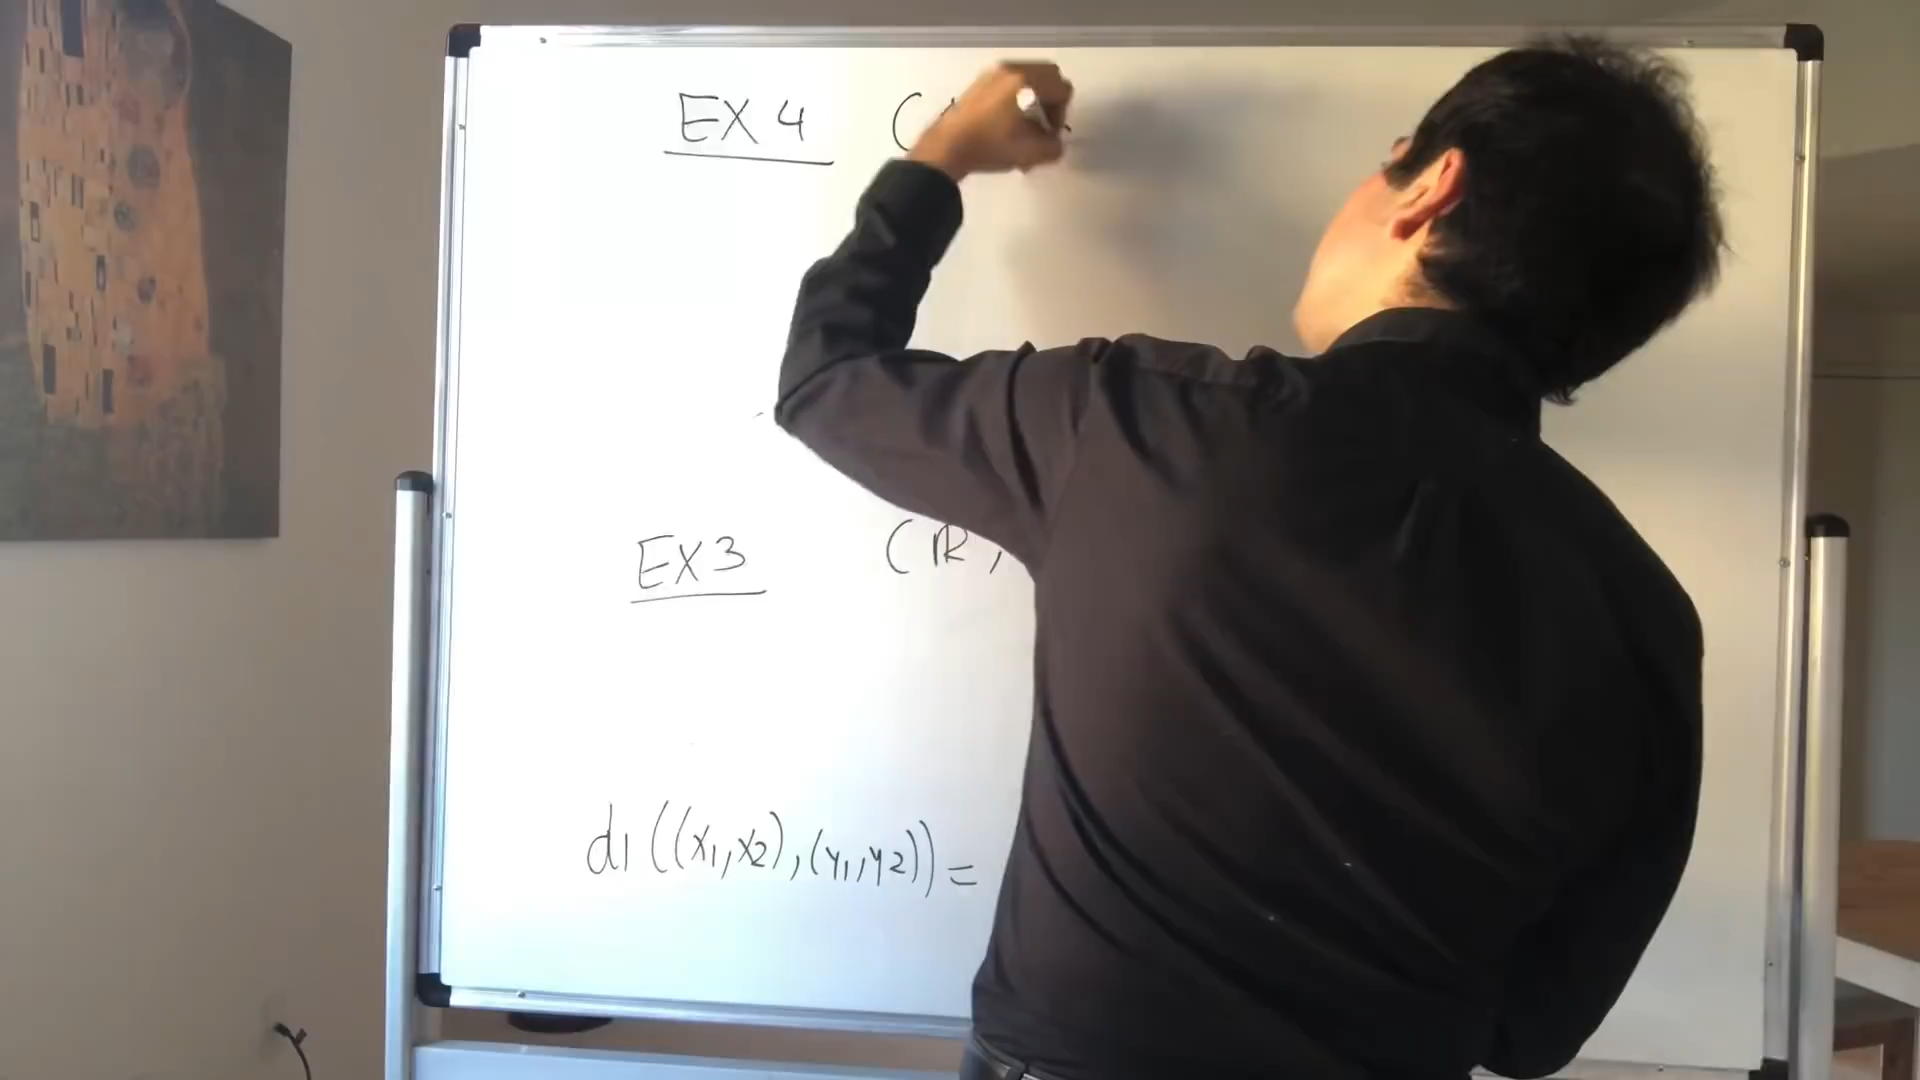 EX 4 (
EX 3 (ℝ,
d1 ((x1,x2),(y1,y2)) =